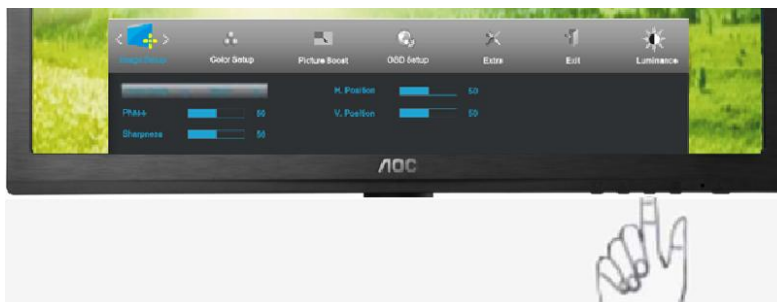 < >
Image Setup Color Setup Picture Boost OSD Setup Extra Exit Luminance
H. Position 50
Phase 50 V. Position 50
Sharpness 50
AOC